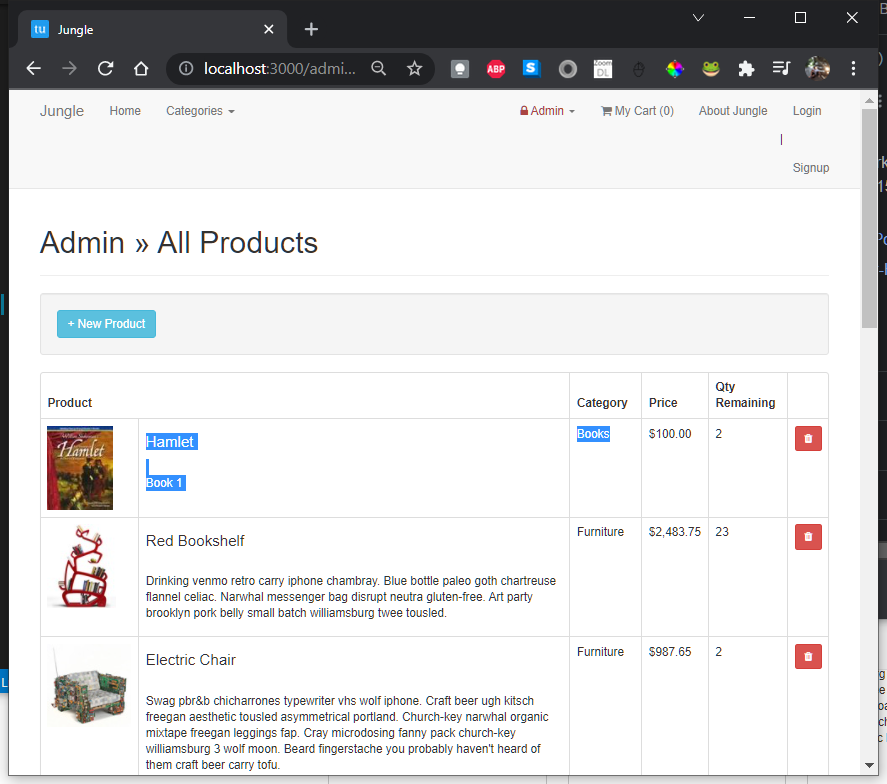 tu Jungle
localhost:3000/admi...
ABP
S
Zoom
DL
Jungle Home Categories Admin My Cart (0) About Jungle Login
|
Signup
Admin » All Products
+ New Product
Product Category Price Qty Remaining
Hamlet
Hamlet
Book 1
Books
$100.00
2
Red Bookshelf
Drinking venmo retro carry iphone chambray. Blue bottle paleo goth chartreuse
flannel celiac. Narwhal messenger bag disrupt neutra gluten-free. Art party
brooklyn pork belly small batch williamsburg twee tousled.
Furniture
$2,483.75
23
Electric Chair
Swag pbr&b chicharrones typewriter vhs wolf iphone. Craft beer ugh kitsch
freegan aesthetic tousled asymmetrical portland. Church-key narwhal organic
mixtape freegan leggings fap. Cray microdosing fanny pack church-key
williamsburg 3 wolf moon. Beard fingerstache you probably haven't heard of
them craft beer carry tofu.
Furniture
$987.65
2